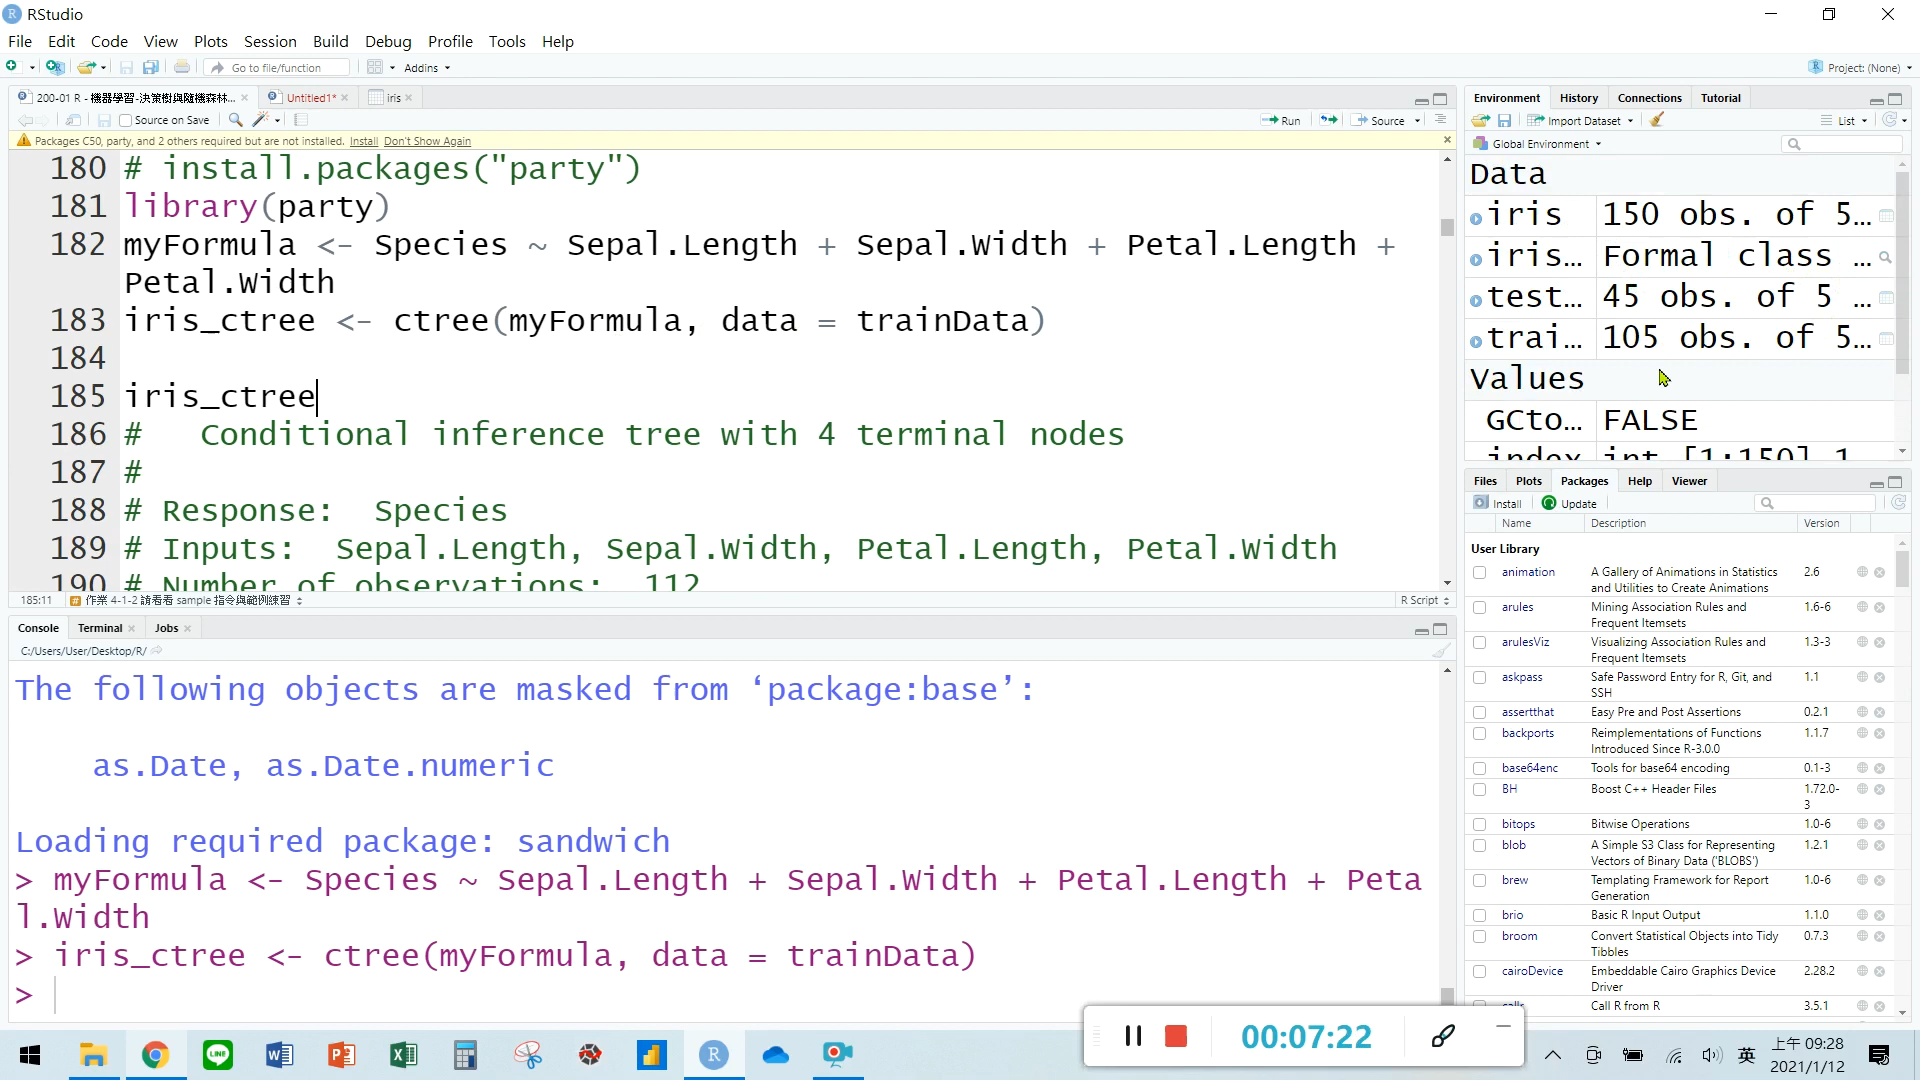 RStudio
File Edit Code View Plots Session Build Debug Profile Tools Help
Go to file/function Addins Project: (None)
200-01 R - 機器學習-決策樹與隨機森林... Untitled1* iris
Source on Save Run Source
Packages C50, party, and 2 others required but are not installed. Install Don't Show Again
180 # install.packages("party")
181 library(party)
182 myFormula <- Species ~ Sepal.Length + Sepal.Width + Petal.Length +
Petal.Width
183 iris_ctree <- ctree(myFormula, data = trainData)
184
185 iris_ctree
186 #   Conditional inference tree with 4 terminal nodes
187 #
188 # Response:  Species
189 # Inputs:  Sepal.Length, Sepal.Width, Petal.Length, Petal.Width
190 # Number of observations:  112
185:11 作業 4-1-2 請看看 sample 指令與範例練習 R Script
Console Terminal Jobs
C:/Users/User/Desktop/R/
The following objects are masked from ‘package:base’:
as.Date, as.Date.numeric
Loading required package: sandwich
> myFormula <- Species ~ Sepal.Length + Sepal.Width + Petal.Length + Peta
l.Width
> iris_ctree <- ctree(myFormula, data = trainData)
>
Environment History Connections Tutorial
Import Dataset List
Global Environment
Data
iris 150 obs. of 5...
iris... Formal class ...
test... 45 obs. of 5 ...
trai... 105 obs. of 5...
Values
GCto... FALSE
index int [1:150] 1
Files Plots Packages Help Viewer
Install Update
Name Description Version
User Library
animation A Gallery of Animations in Statistics 2.6
and Utilities to Create Animations
arules Mining Association Rules and 1.6-6
Frequent Itemsets
arulesViz Visualizing Association Rules and 1.3-3
Frequent Itemsets
askpass Safe Password Entry for R, Git, and 1.1
SSH
assertthat Easy Pre and Post Assertions 0.2.1
backports Reimplementations of Functions 1.1.7
Introduced Since R-3.0.0
base64enc Tools for base64 encoding 0.1-3
BH Boost C++ Header Files 1.72.0-
3
bitops Bitwise Operations 1.0-6
blob A Simple S3 Class for Representing 1.2.1
Vectors of Binary Data ('BLOBS')
brew Templating Framework for Report 1.0-6
Generation
brio Basic R Input Output 1.1.0
broom Convert Statistical Objects into Tidy 0.7.3
Tibbles
cairoDevice Embeddable Cairo Graphics Device 2.28.2
Driver
callr Call R from R 3.5.1
00:07:22
英 上午 09:28
2021/1/12